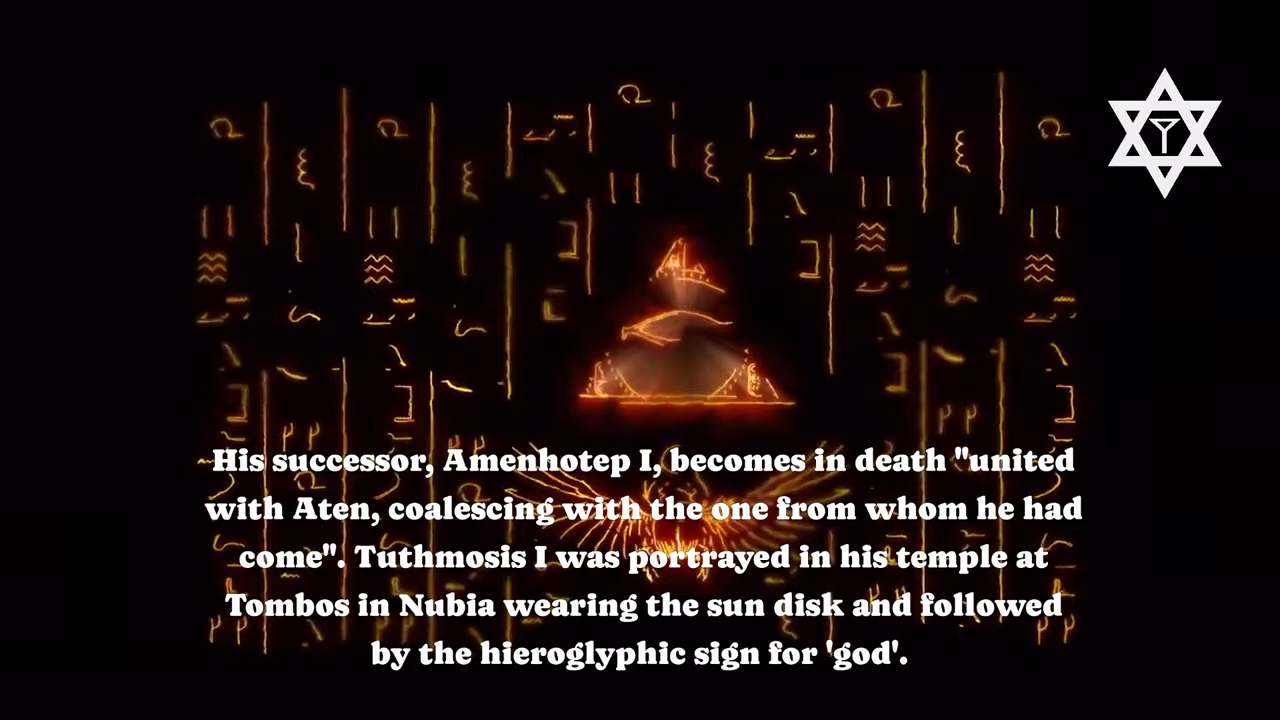 His successor, Amenhotep I, becomes in death "united
with Aten, coalescing with the one from whom he had
come". Tuthmosis I was portrayed in his temple at
Tombos in Nubia wearing the sun disk and followed
by the hieroglyphic sign for 'god'.